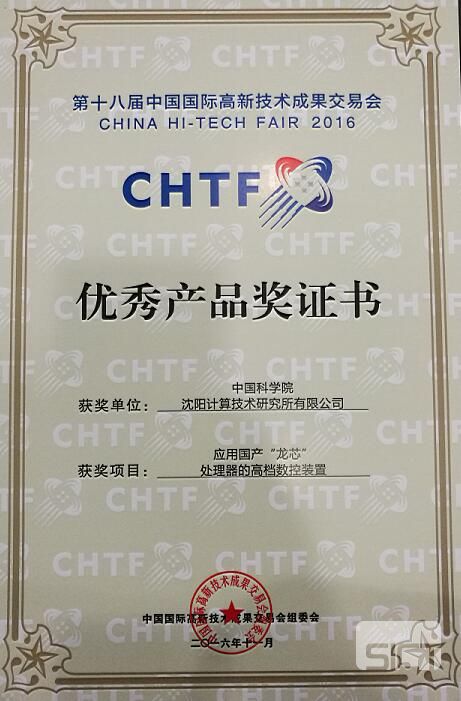 第十八届中国国际高新技术成果交易会
CHINA HI-TECH FAIR 2016
CHTF
优秀产品奖证书
中国科学院
获奖单位：沈阳计算技术研究所有限公司
应用国产“龙芯”
获奖项目：处理器的高档数控装置
中国国际高新技术成果交易会组委会
二〇一六年十一月